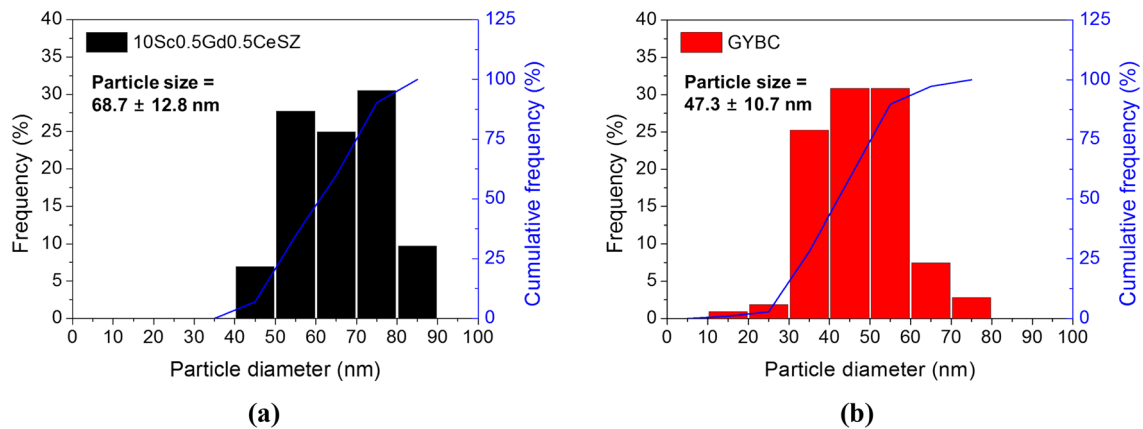 40
35
30
25
20
15
10
5
0
Frequency (%)
10Sc0.5Gd0.5CeSZ
Particle size =
68.7 ± 12.8 nm
125
100
75
50
25
0
Cumulative frequency (%)
0 10 20 30 40 50 60 70 80 90 100
Particle diameter (nm)
(a)
40
35
30
25
20
15
10
5
0
Frequency (%)
GYBC
Particle size =
47.3 ± 10.7 nm
125
100
75
50
25
0
Cumulative frequency (%)
0 10 20 30 40 50 60 70 80 90 100
Particle diameter (nm)
(b)